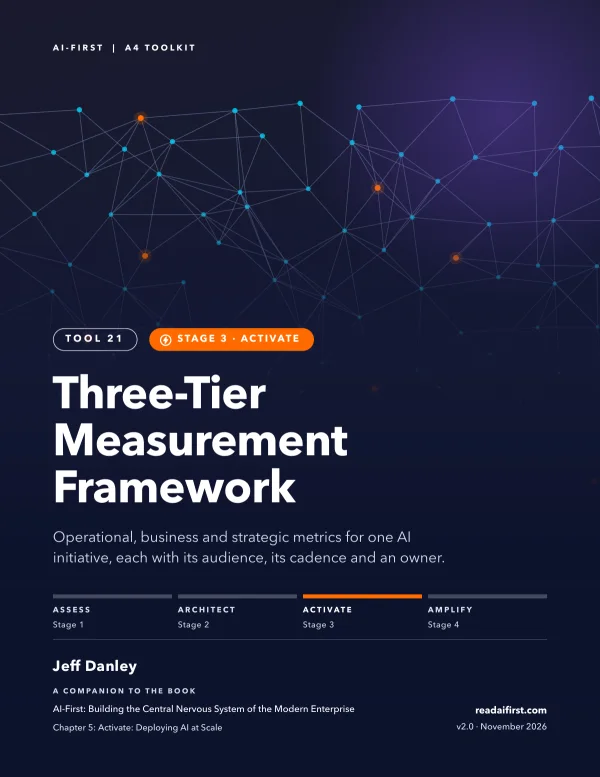 AI-FIRST | A4 TOOLKIT
TOOL 21
STAGE 3 · ACTIVATE
Three-Tier
Measurement
Framework
Operational, business and strategic metrics for one AI
initiative, each with its audience, its cadence and an owner.
ASSESS
Stage 1
ARCHITECT
Stage 2
ACTIVATE
Stage 3
AMPLIFY
Stage 4
Jeff Danley
A COMPANION TO THE BOOK
AI-First: Building the Central Nervous System of the Modern Enterprise
Chapter 5: Activate: Deploying AI at Scale
readaifirst.com
v2.0 · November 2026